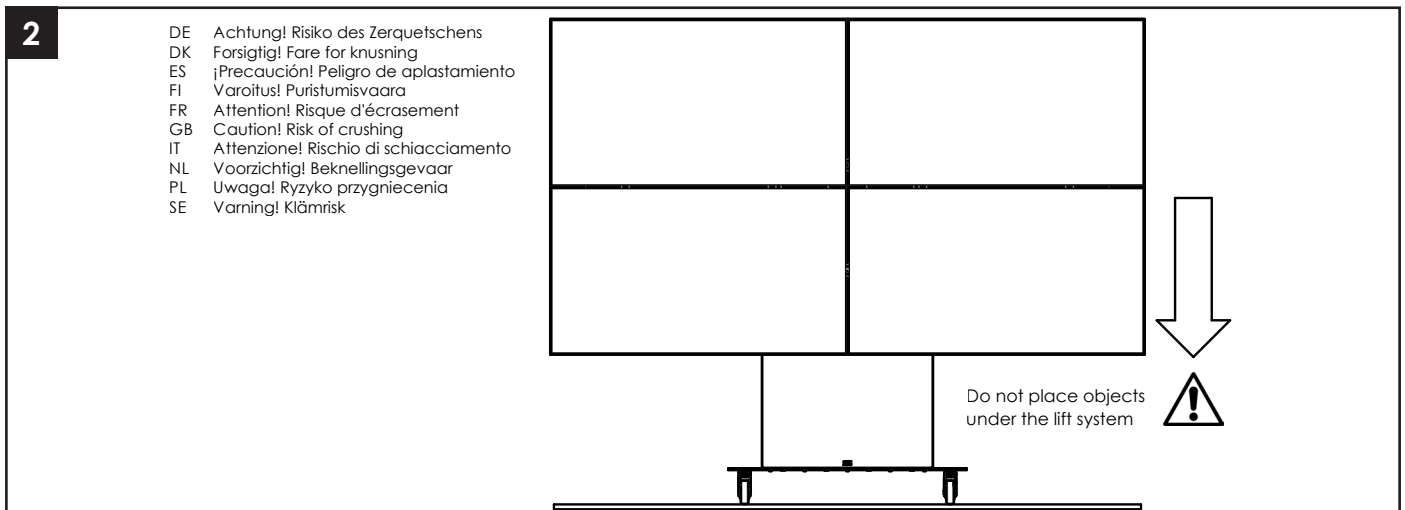 2
DE Achtung! Risiko des Zerquetschens
DK Forsigtig! Fare for knusning
ES ¡Precaución! Peligro de aplastamiento
FI Varoitus! Puristumisvaara
FR Attention! Risque d'écrasement
GB Caution! Risk of crushing
IT Attenzione! Rischio di schiacciamento
NL Voorzichtig! Beknellingsgevaar
PL Uwaga! Ryzyko przygniecenia
SE Varning! Klämrisk
Do not place objects
under the lift system